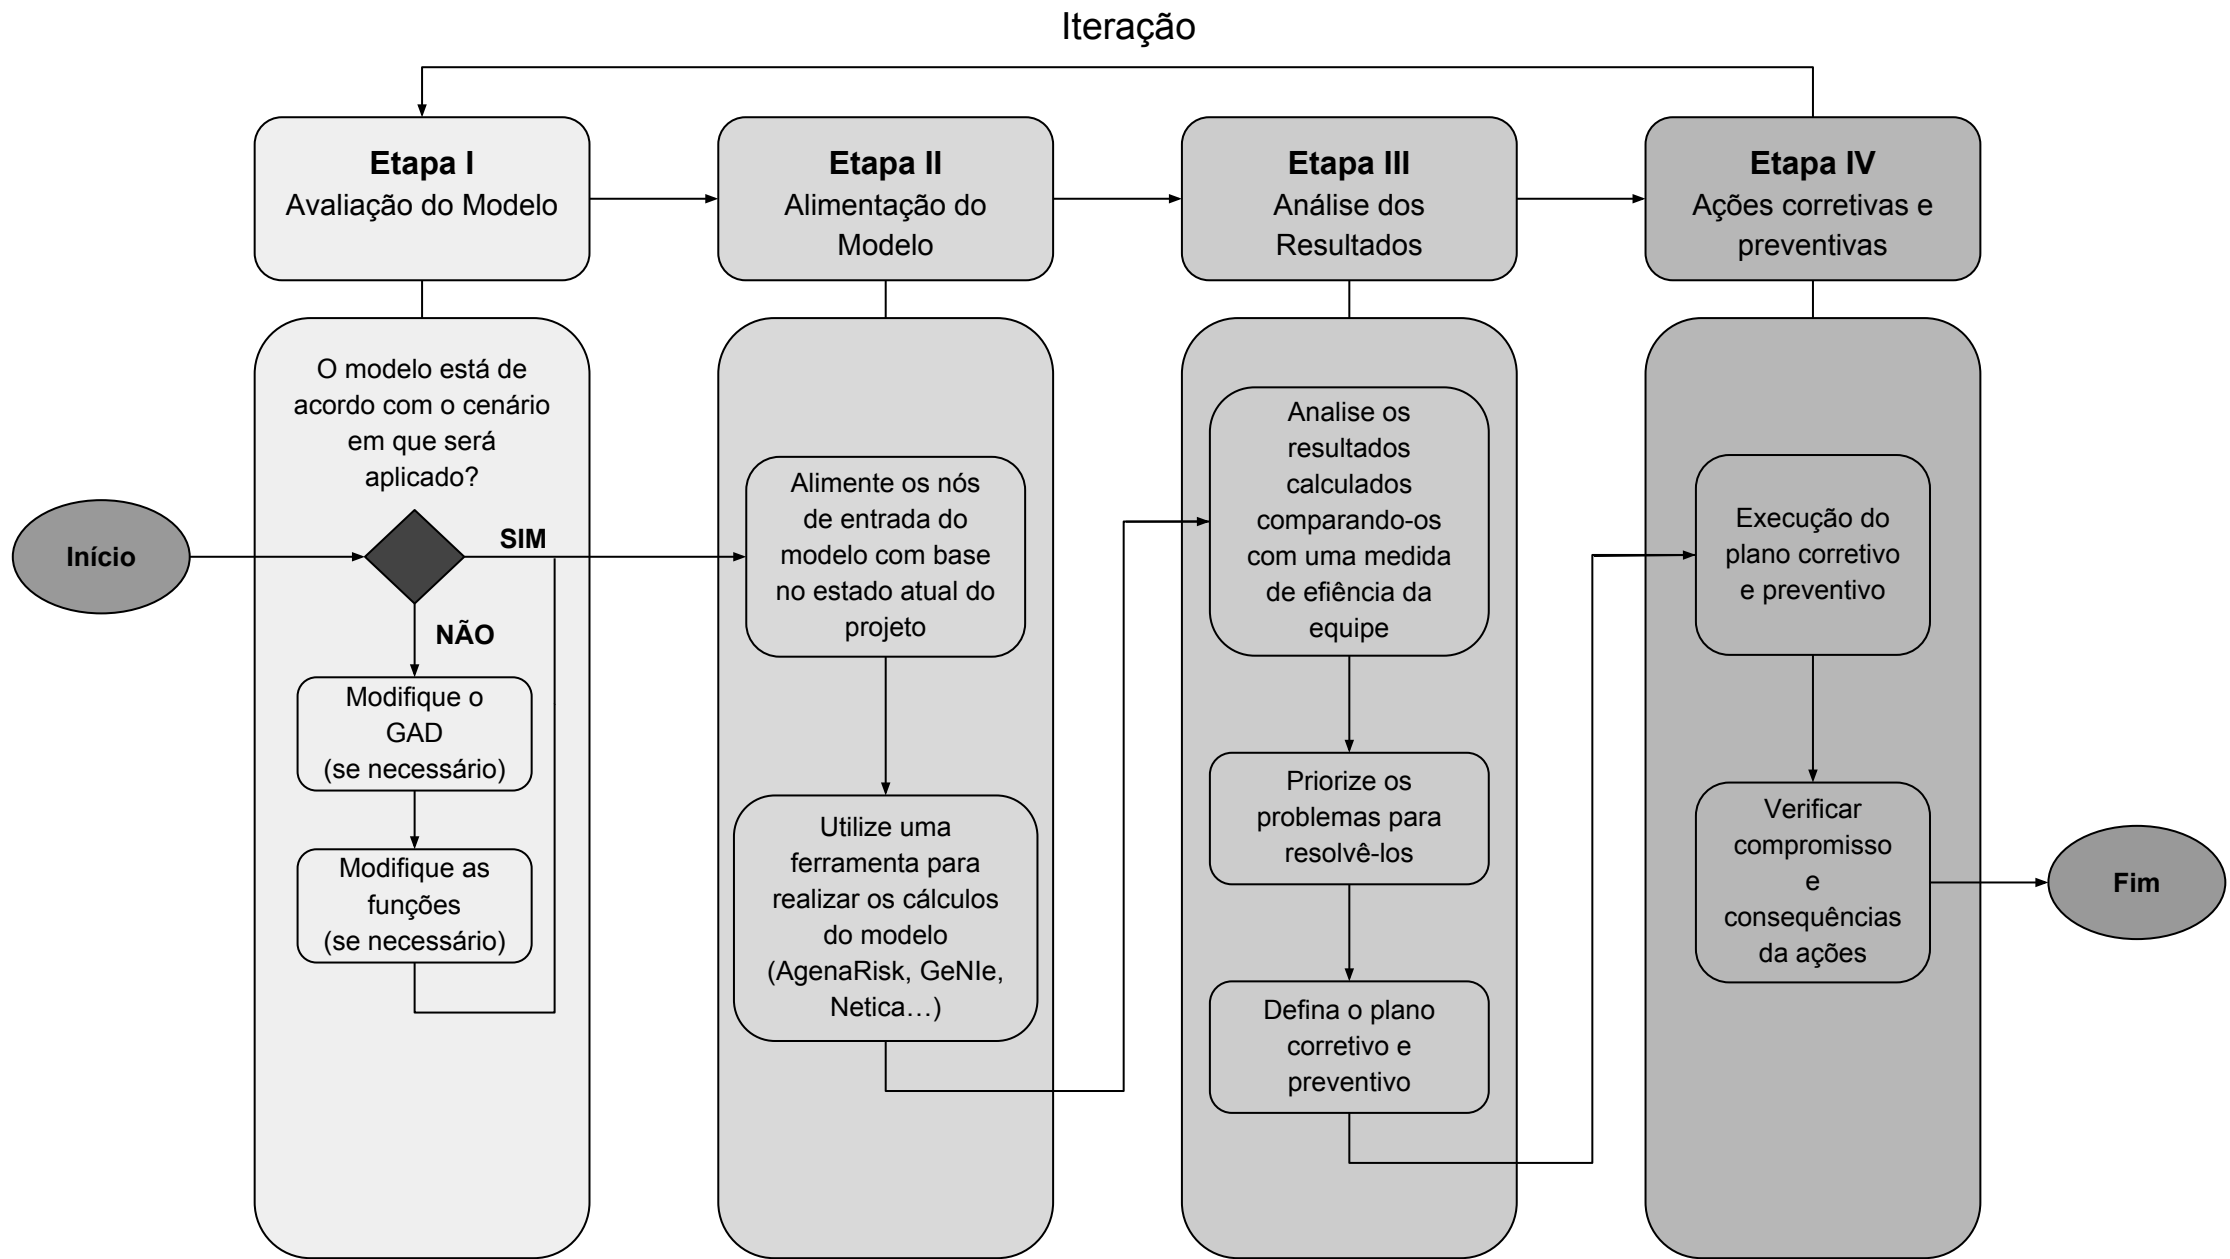 Iteração
Etapa I
Avaliação do Modelo
Etapa II
Alimentação do
Modelo
Etapa III
Análise dos
Resultados
Etapa IV
Ações corretivas e
preventivas
Início
O modelo está de
acordo com o cenário
em que será
aplicado?
SIM
NÃO
Modifique o
GAD
(se necessário)
Modifique as
funções
(se necessário)
Alimente os nós
de entrada do
modelo com base
no estado atual do
projeto
Utilize uma
ferramenta para
realizar os cálculos
do modelo
(AgenaRisk, GeNIe,
Netica…)
Analise os
resultados
calculados
comparando-os
com uma medida
de efiência da
equipe
Priorize os
problemas para
resolvê-los
Defina o plano
corretivo e
preventivo
Execução do
plano corretivo
e preventivo
Verificar
compromisso
e
consequências
da ações
Fim